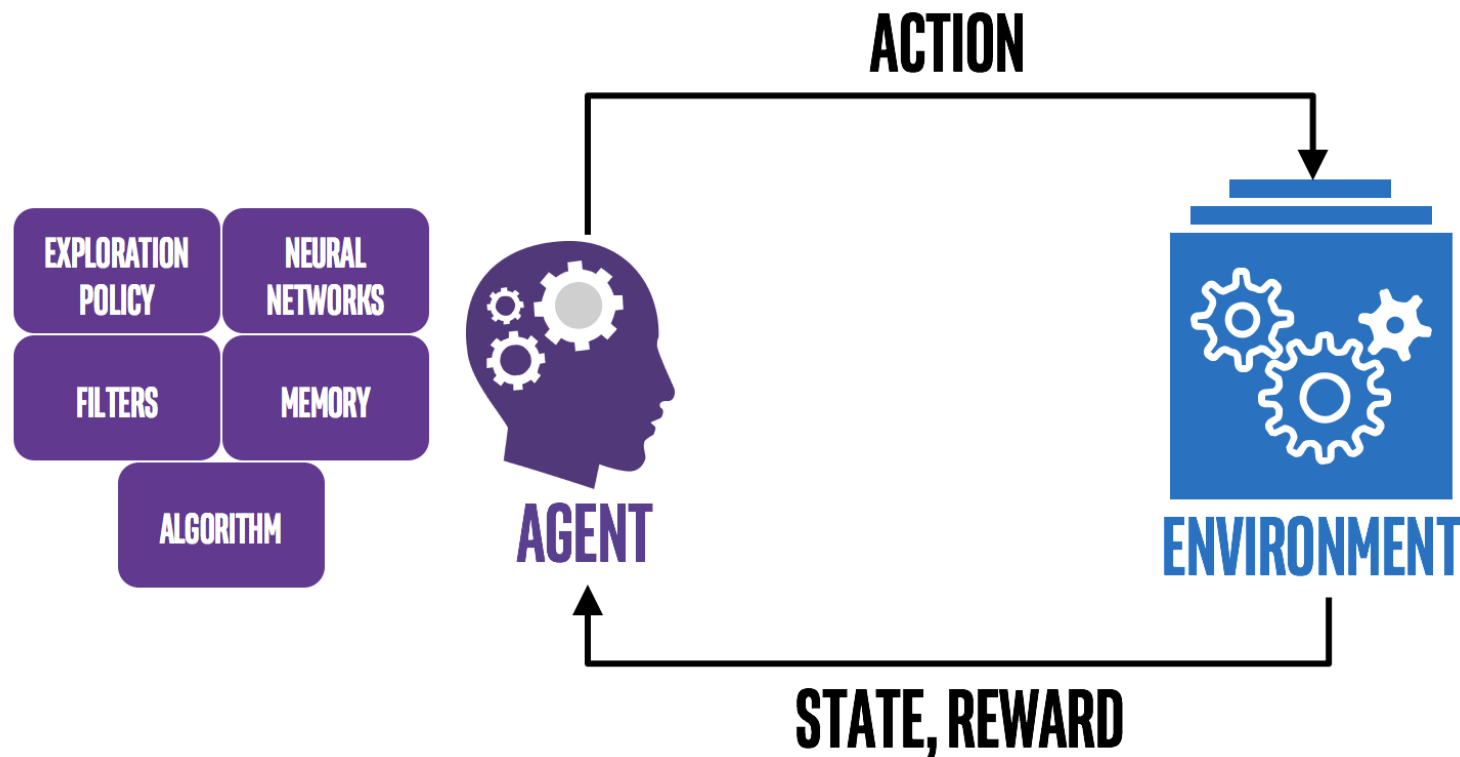 ACTION
EXPLORATION
POLICY
NEURAL
NETWORKS
FILTERS
MEMORY
ALGORITHM
AGENT
ENVIRONMENT
STATE, REWARD